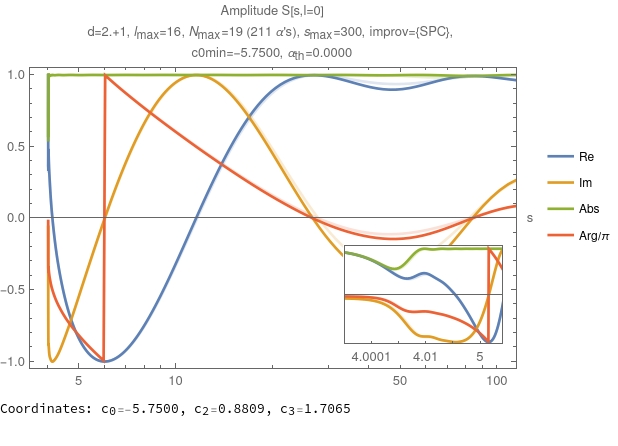 Amplitude S[s,l=0]
d=2.+1, lmax=16, Nmax=19 (211 α's), smax=300, improv={SPC},
c0min=-5.7500, αth=0.0000
1.0
0.5
0.0
-0.5
-1.0
5
10
50
100
s
Re
Im
Abs
Arg/π
4.0001
4.01
5
Coordinates: c0=-5.7500, c2=0.8809, c3=1.7065